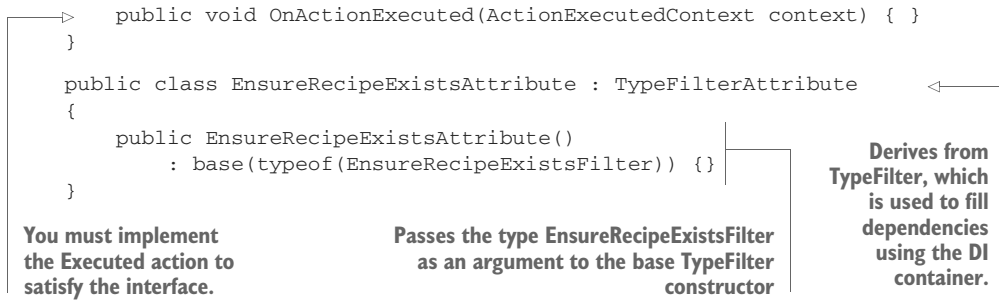 public void OnActionExecuted(ActionExecutedContext context) { }
}
public class EnsureRecipeExistsAttribute : TypeFilterAttribute
{
public EnsureRecipeExistsAttribute()
: base(typeof(EnsureRecipeExistsFilter)) {}
}
You must implement
the Executed action to
satisfy the interface.
Passes the type EnsureRecipeExistsFilter
as an argument to the base TypeFilter
constructor
Derives from
TypeFilter, which
is used to fill
dependencies
using the DI
container.